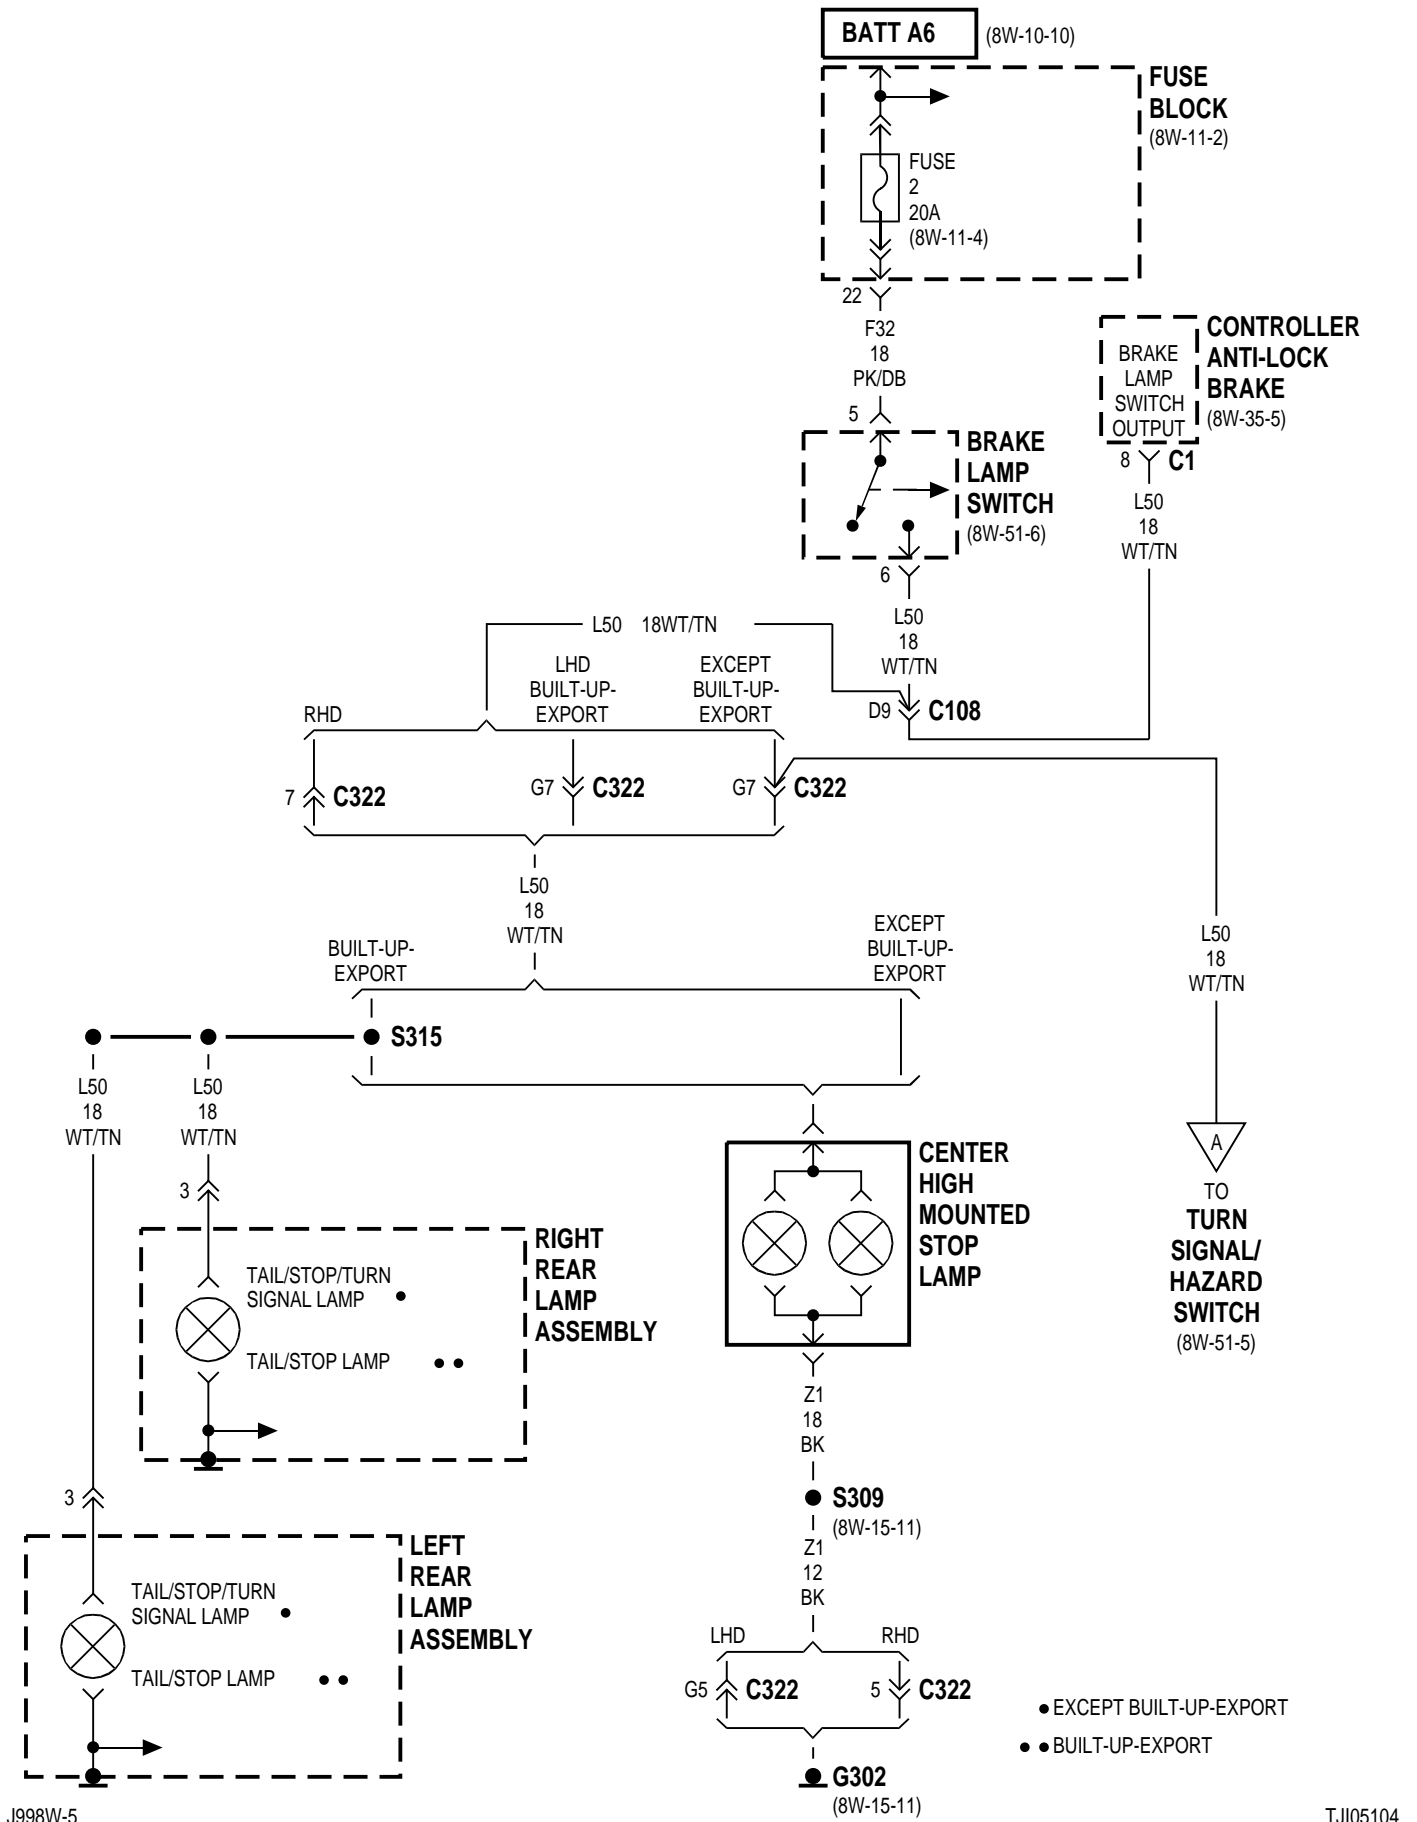 BATT A6
(8W-10-10)
FUSE
BLOCK
(8W-11-2)
FUSE
2
20A
(8W-11-4)
22
F32
18
PK/DB
5
CONTROLLER
ANTI-LOCK
BRAKE
(8W-35-5)
BRAKE
LAMP
SWITCH
OUTPUT
8
C1
L50
18
WT/TN
BRAKE
LAMP
SWITCH
(8W-51-6)
6
L50
18
WT/TN
L50 18WT/TN
D9
C108
RHD
LHD
BUILT-UP-
EXPORT
EXCEPT
BUILT-UP-
EXPORT
7
C322
G7
C322
G7
C322
L50
18
WT/TN
BUILT-UP-
EXPORT
EXCEPT
BUILT-UP-
EXPORT
L50
18
WT/TN
S315
L50
18
WT/TN
L50
18
WT/TN
A
TO
TURN
SIGNAL/
HAZARD
SWITCH
(8W-51-5)
CENTER
HIGH
MOUNTED
STOP
LAMP
3
RIGHT
REAR
LAMP
ASSEMBLY
TAIL/STOP/TURN
SIGNAL LAMP •
TAIL/STOP LAMP • •
Z1
18
BK
S309
(8W-15-11)
Z1
12
BK
3
LEFT
REAR
LAMP
ASSEMBLY
TAIL/STOP/TURN
SIGNAL LAMP •
TAIL/STOP LAMP • •
LHD
RHD
G5
C322
5
C322
• EXCEPT BUILT-UP-EXPORT
• • BUILT-UP-EXPORT
G302
(8W-15-11)
J998W-5
TJI05104